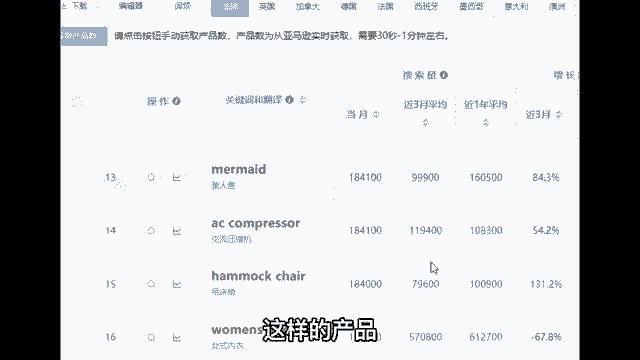 下载 编辑器 阅读 英国 加拿大 德国 法国 西班牙 墨西哥 意大利 澳洲
产品数 请点击按钮手动获取产品数，产品数为从亚马逊实时获取，需要30秒-1分钟左右。
搜索量 增长
操作 关键词和翻译 当月 近3月平均 近1年平均 近3月
13 mermaid 184100 99900 160500 84.3%
美人鱼
14 ac compressor 184100 119400 108300 54.2%
交流压缩机
15 hammock chair 184000 79600 100900 131.2%
吊床椅
16 womens 570800 612700 -67.8%
女式内衣
这样的产品